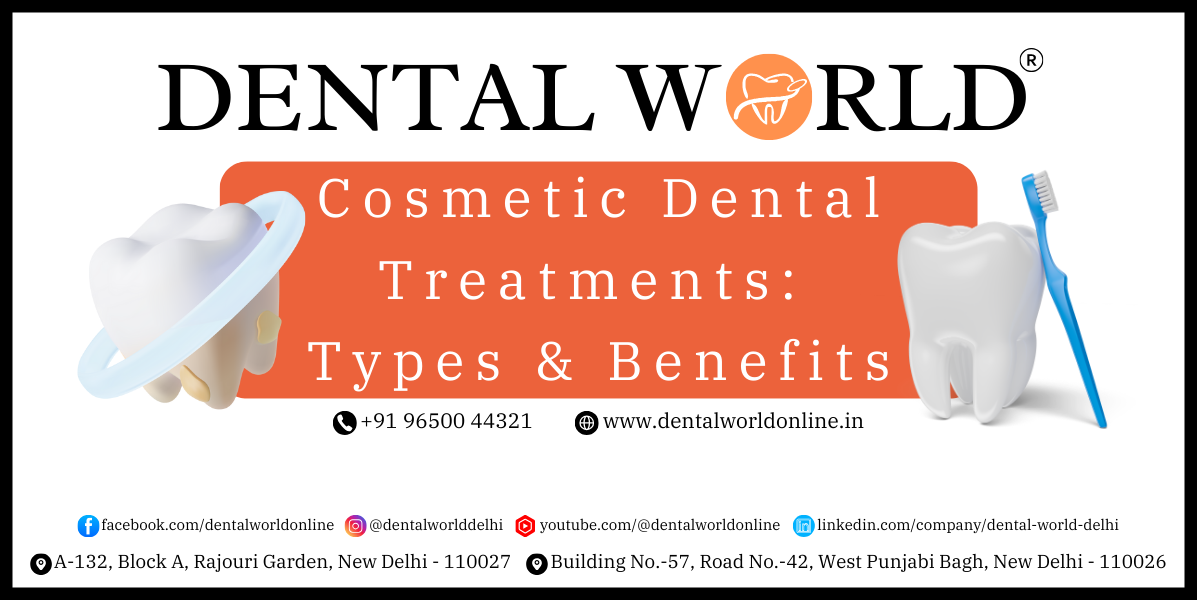 DENTAL WORLD®
Cosmetic Dental
Treatments:
Types & Benefits
+91 96500 44321 www.dentalworldonline.in
facebook.com/dentalworldonline @dentalworlddelhi youtube.com/@dentalworldonline linkedin.com/company/dental-world-delhi
A-132, Block A, Rajouri Garden, New Delhi - 110027 Building No.-57, Road No.-42, West Punjabi Bagh, New Delhi - 110026